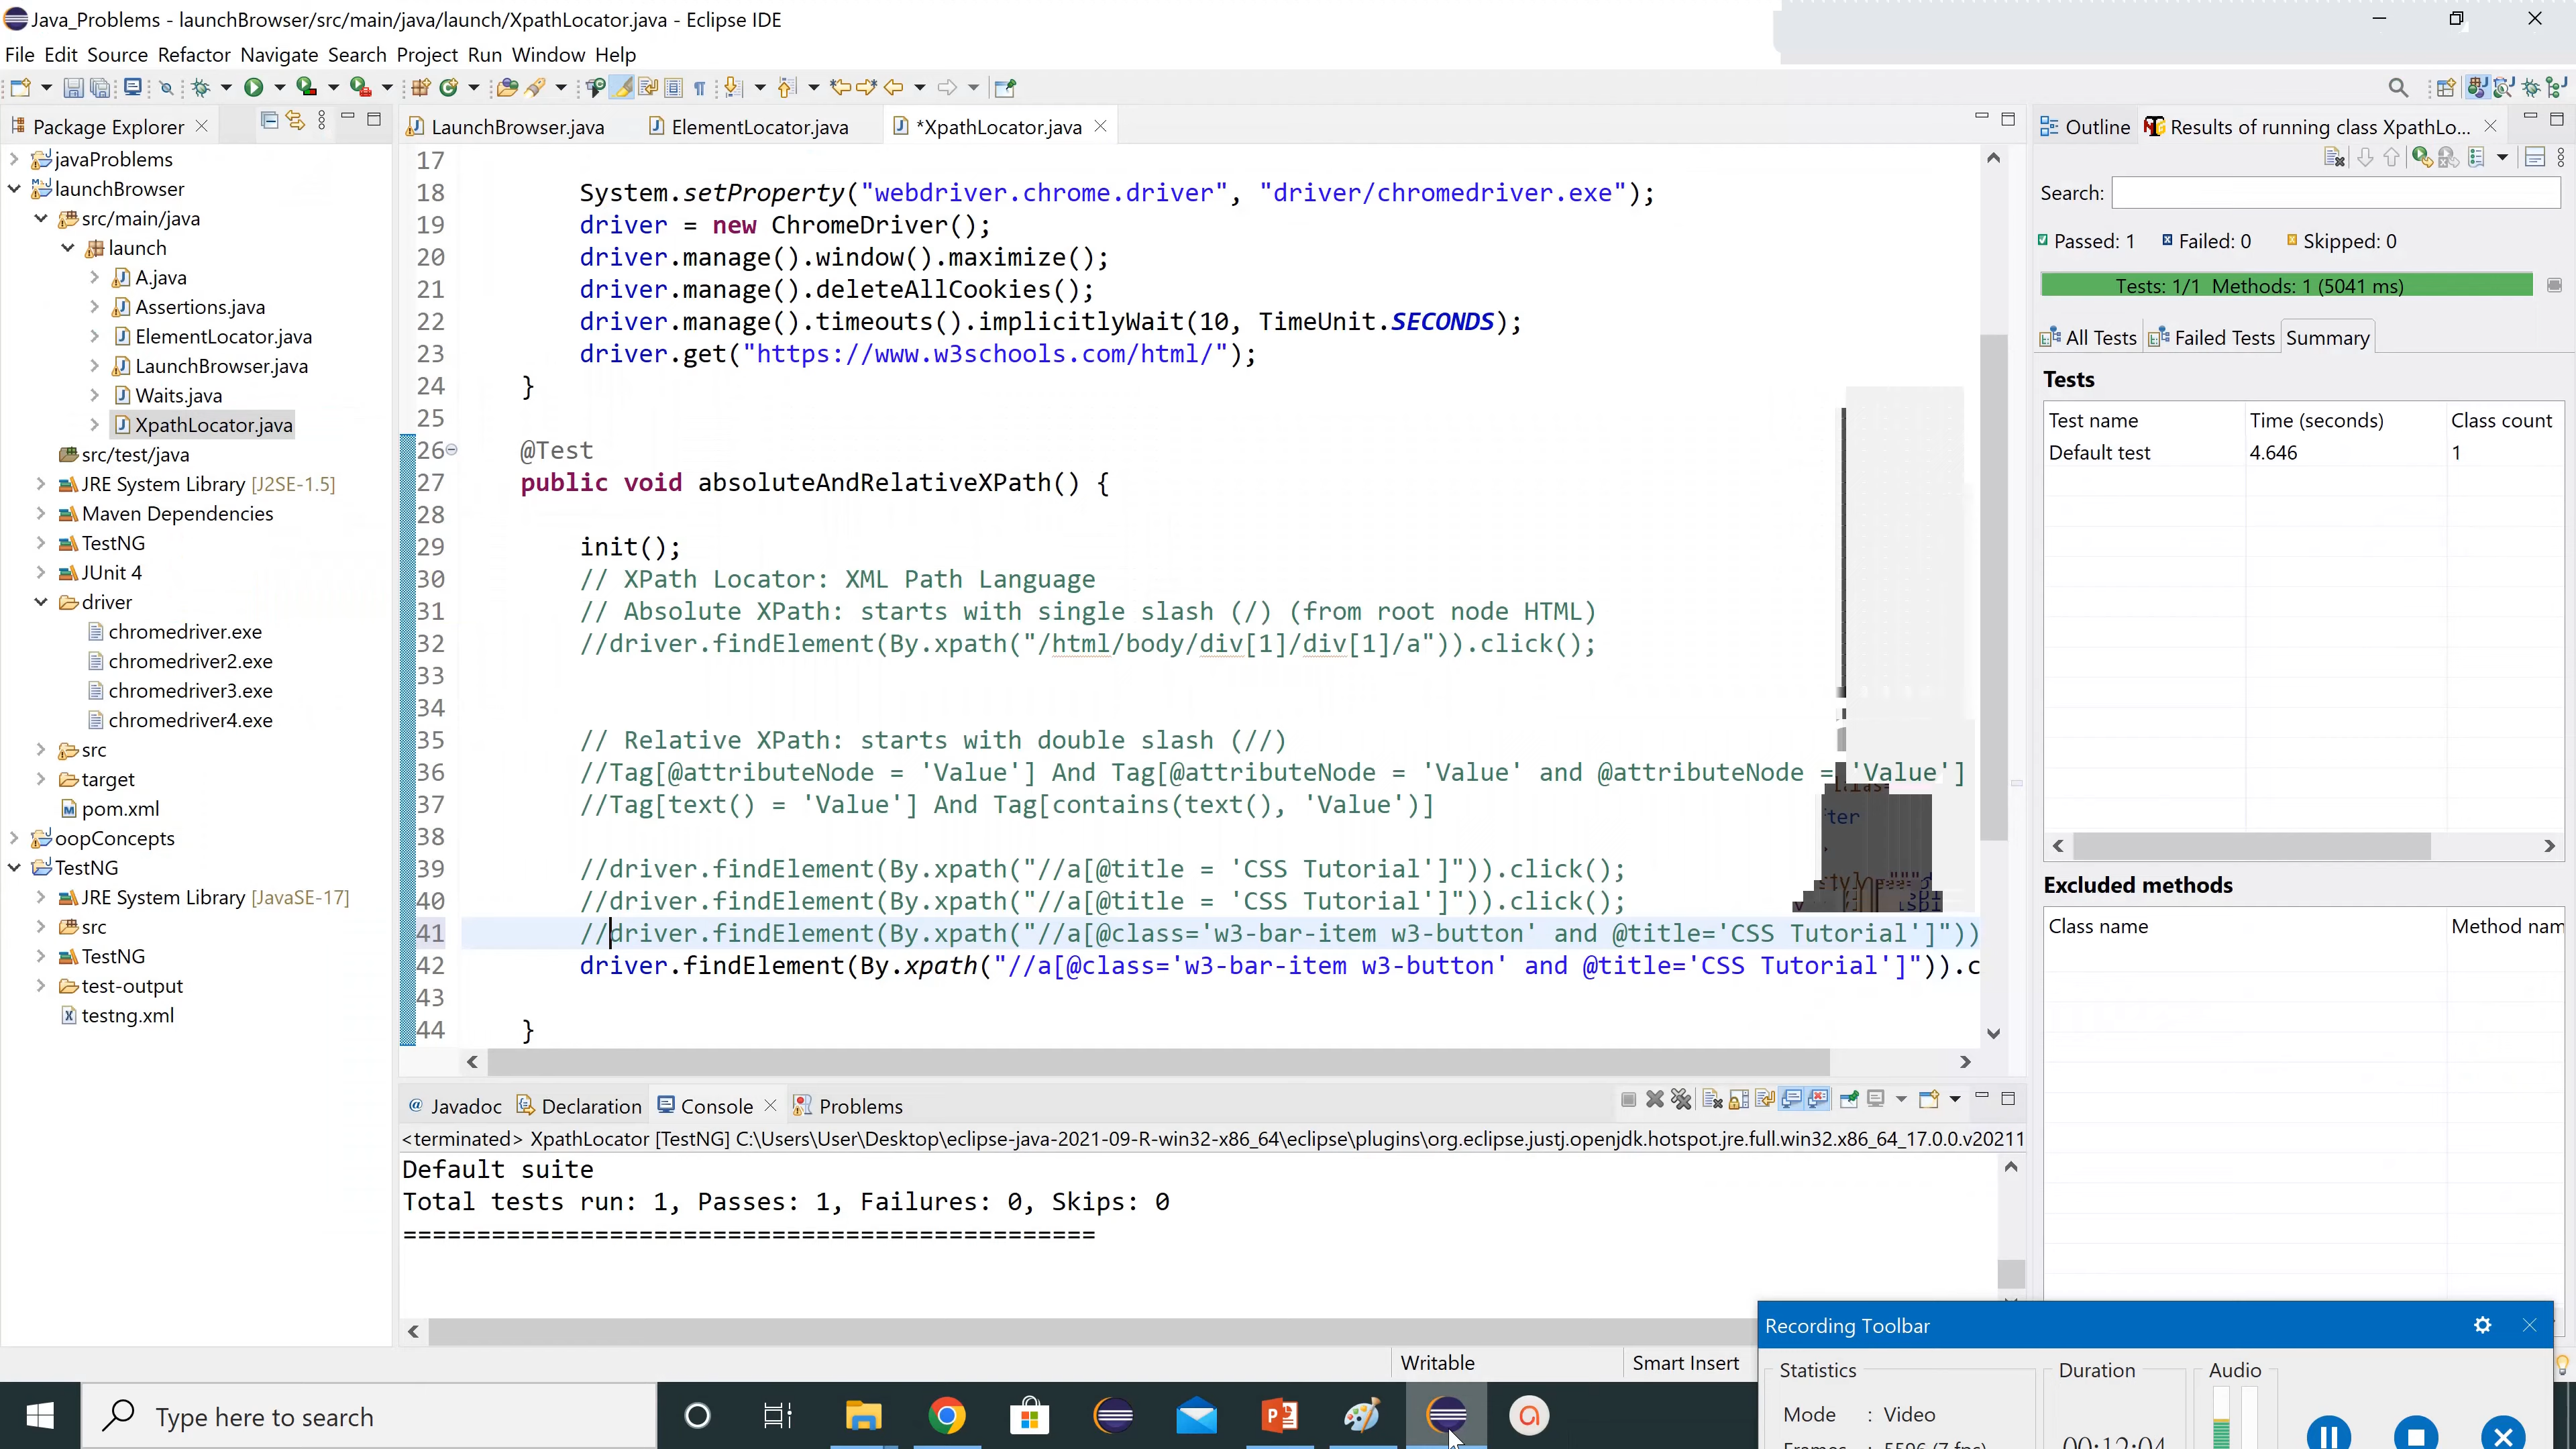 Java_Problems - launchBrowser/src/main/java/launch/XpathLocator.java - Eclipse IDE
File Edit Source Refactor Navigate Search Project Run Window Help
Package Explorer
javaProblems
launchBrowser
src/main/java
launch
A.java
Assertions.java
ElementLocator.java
LaunchBrowser.java
Waits.java
XpathLocator.java
src/test/java
JRE System Library [J2SE-1.5]
Maven Dependencies
TestNG
JUnit 4
driver
chromedriver.exe
chromedriver2.exe
chromedriver3.exe
chromedriver4.exe
src
target
pom.xml
oopConcepts
TestNG
JRE System Library [JavaSE-17]
src
TestNG
test-output
testng.xml
LaunchBrowser.java ElementLocator.java *XpathLocator.java
17
18 System.setProperty("webdriver.chrome.driver", "driver/chromedriver.exe");
19 driver = new ChromeDriver();
20 driver.manage().window().maximize();
21 driver.manage().deleteAllCookies();
22 driver.manage().timeouts().implicitlyWait(10, TimeUnit.SECONDS);
23 driver.get("https://www.w3schools.com/html/");
24 }
25
26 @Test
27 public void absoluteAndRelativeXPath() {
28
29 init();
30 // XPath Locator: XML Path Language
31 // Absolute XPath: starts with single slash (/) (from root node HTML)
32 //driver.findElement(By.xpath("/html/body/div[1]/div[1]/a")).click();
33
34
35 // Relative XPath: starts with double slash (//)
36 //Tag[@attributeNode = 'Value'] And Tag[@attributeNode = 'Value' and @attributeNode = 'Value']
37 //Tag[text() = 'Value'] And Tag[contains(text(), 'Value')]
38
39 //driver.findElement(By.xpath("//a[@title = 'CSS Tutorial']")).click();
40 //driver.findElement(By.xpath("//a[@title = 'CSS Tutorial']")).click();
41 //driver.findElement(By.xpath("//a[@class='w3-bar-item w3-button' and @title='CSS Tutorial']"))
42 driver.findElement(By.xpath("//a[@class='w3-bar-item w3-button' and @title='CSS Tutorial']")).c
43
44 }
Javadoc Declaration Console Problems
<terminated> XpathLocator [TestNG] C:\Users\User\Desktop\eclipse-java-2021-09-R-win32-x86_64\eclipse\plugins\org.eclipse.justj.openjdk.hotspot.jre.full.win32.x86_64_17.0.0.v20211
Default suite
Total tests run: 1, Passes: 1, Failures: 0, Skips: 0
===============================================
Outline Results of running class XpathLo...
Search:
Passed: 1 Failed: 0 Skipped: 0
Tests: 1/1 Methods: 1 (5041 ms)
All Tests Failed Tests Summary
Tests
Test name Time (seconds) Class count
Default test 4.646 1
Excluded methods
Class name Method nam
Writable Smart Insert
Recording Toolbar
Statistics Duration Audio
Mode : Video
00:12:04
Type here to search